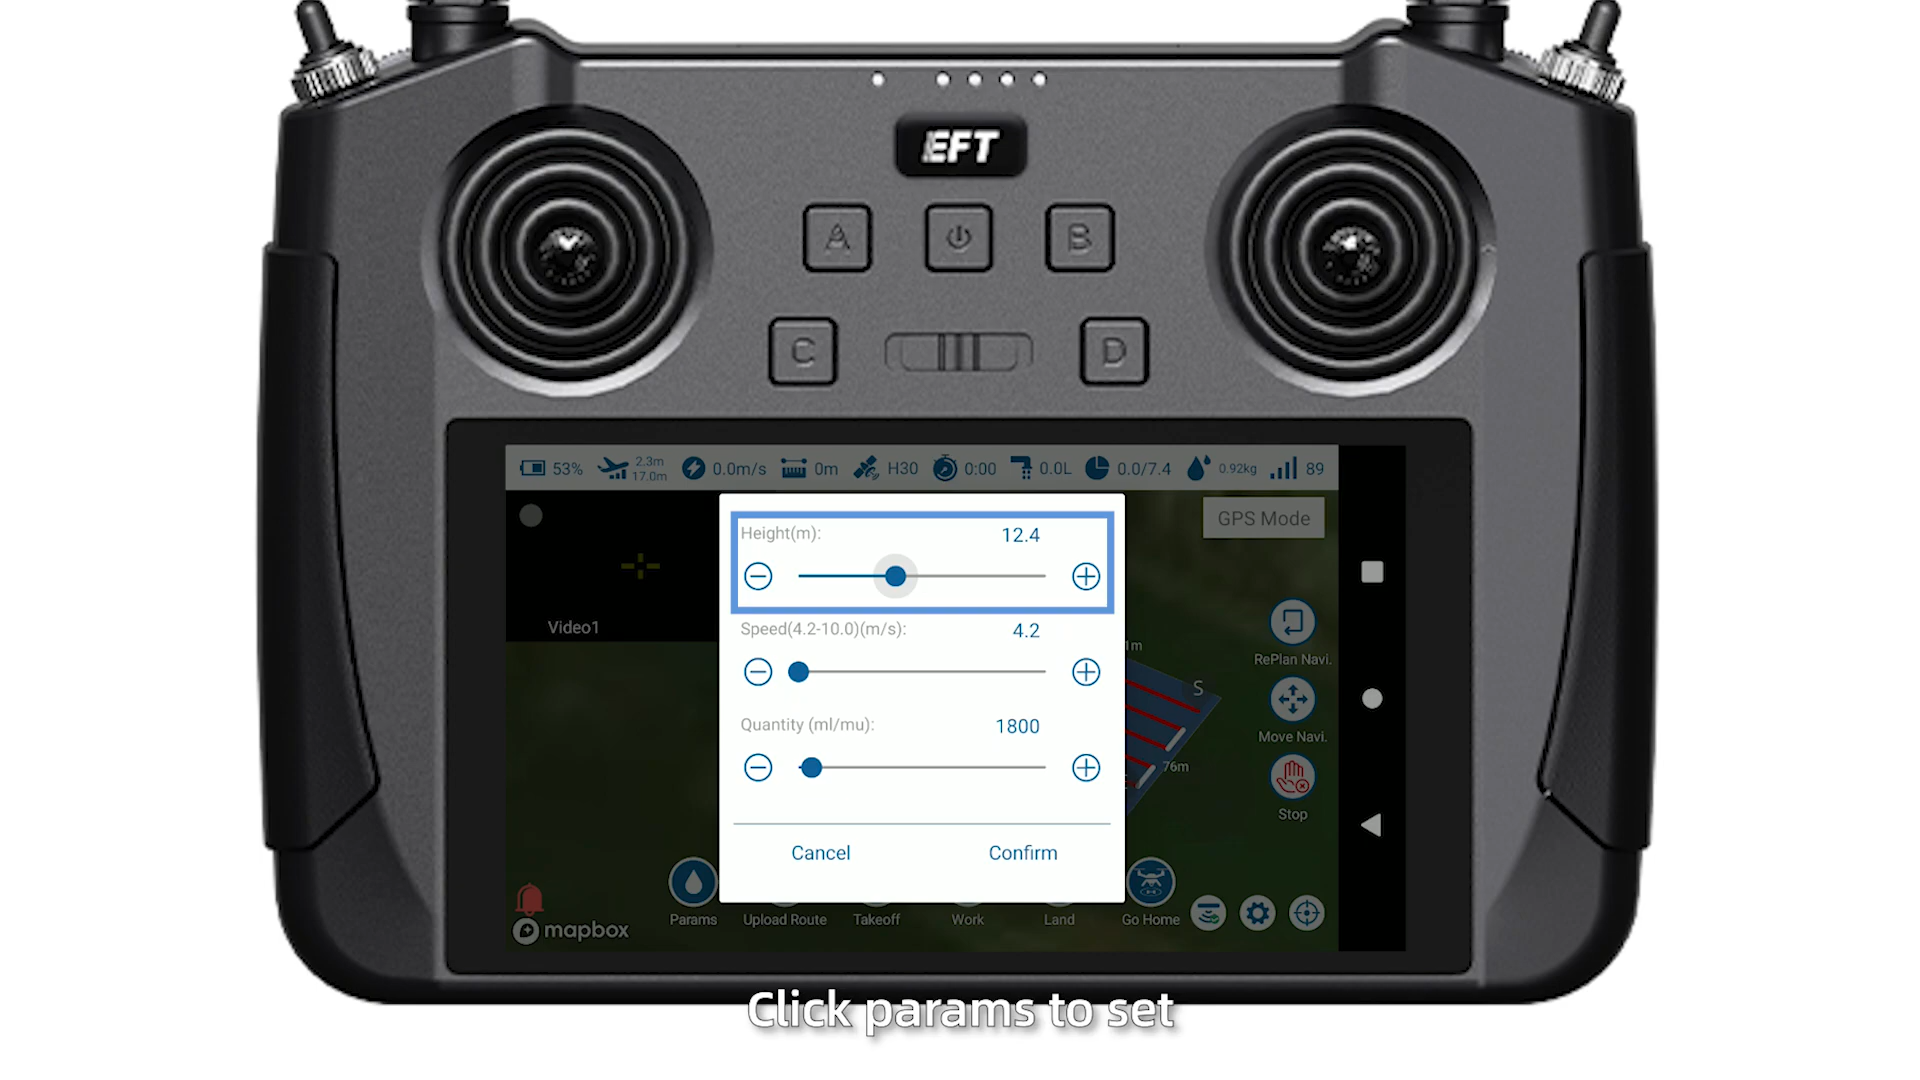 EFT
A
B
C
D
53%
2.3m
17.0m
0.0m/s
0m
H30
0:00
0.0L
0.0/7.4
0.92kg
89
GPS Mode
Height(m):
12.4
Video1
Speed(4.2-10.0)(m/s):
4.2
1m
RePlan Navi.
S
Quantity (ml/mu):
1800
Move Navi.
76m
Stop
Cancel
Confirm
Params
Upload Route
Takeoff
Work
Land
Go Home
mapbox
Click params to set